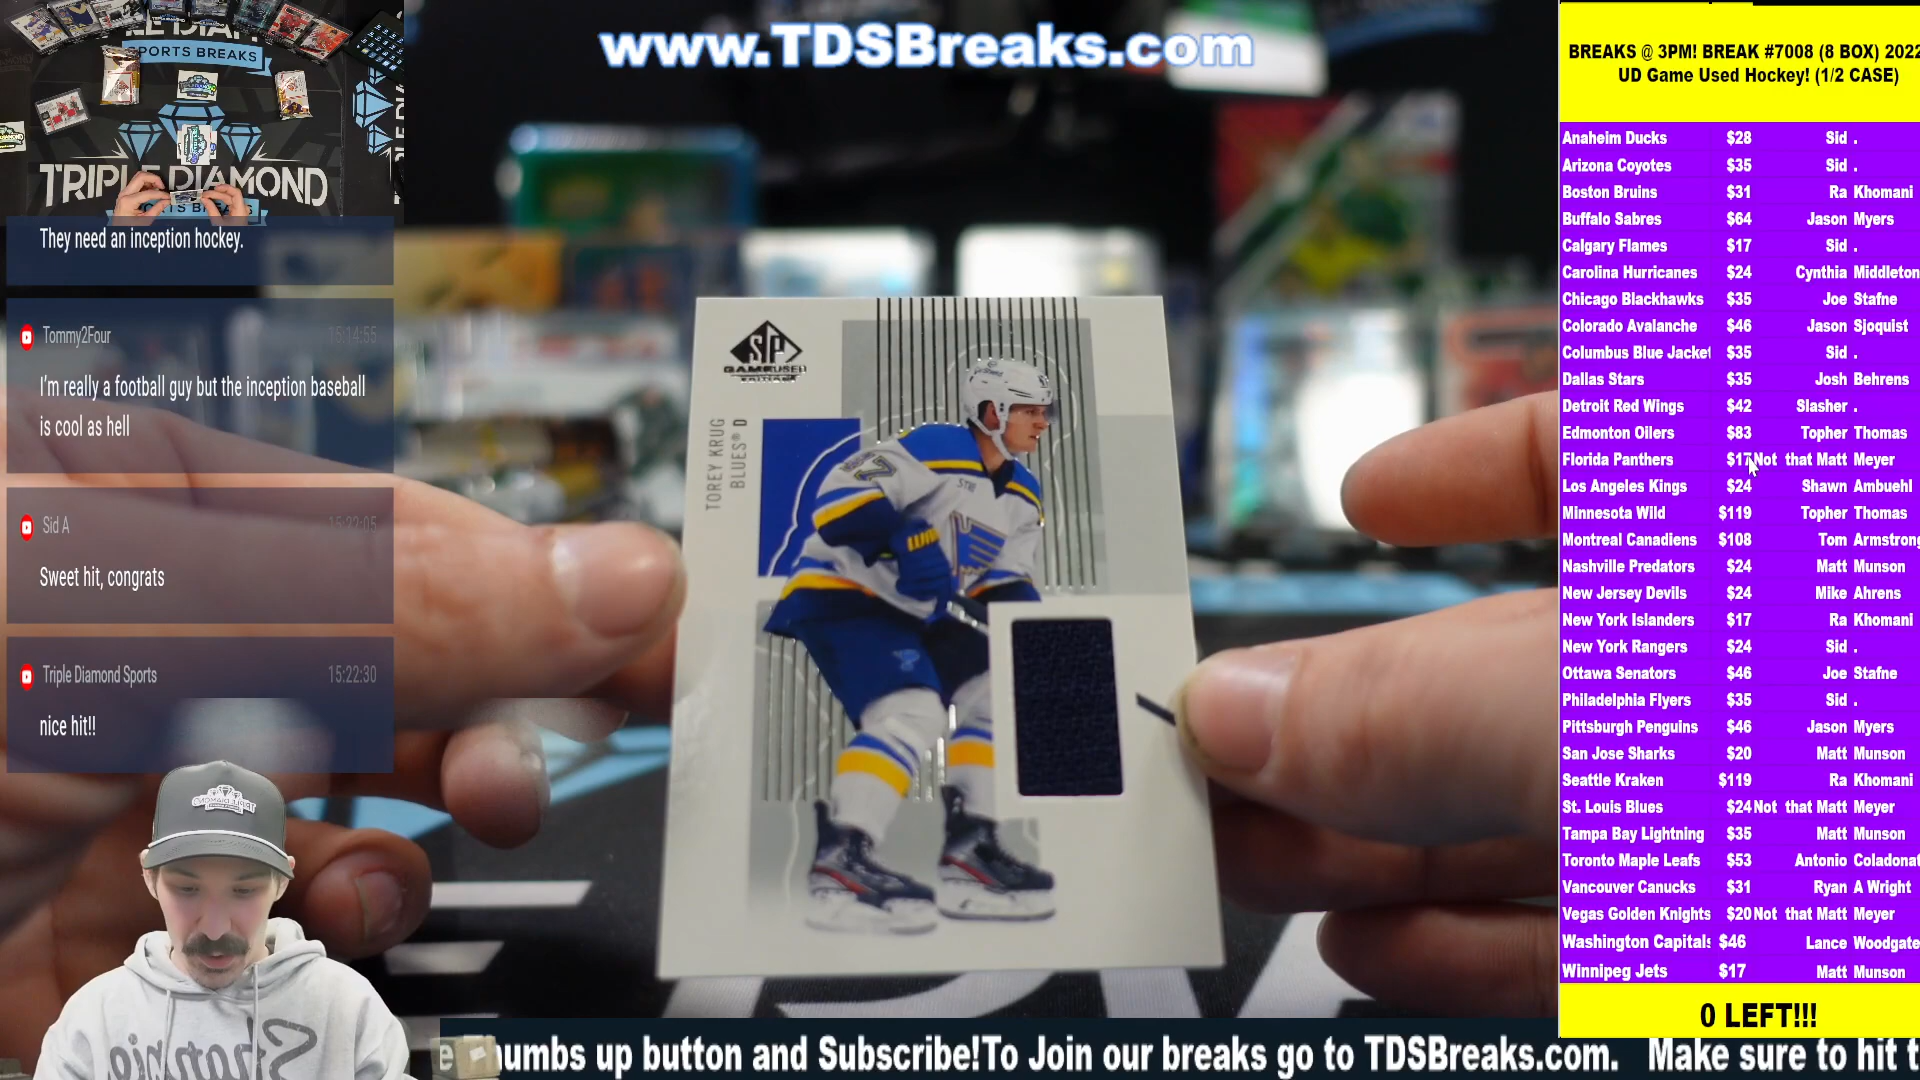 www.TDSBreaks.com
SPORTS BREAKS
TRIPLE DIAMOND
They need an inception hockey.
Tommy2Four 15:14:55
I'm really a football guy but the inception baseball
is cool as hell
Sid A 15:22:05
Sweet hit, congrats
Triple Diamond Sports 15:22:30
nice hit!!
SP
GAME USED
EDITION
TOREY KRUG
BLUES® D
BREAKS @ 3PM! BREAK #7008 (8 BOX) 2022
UD Game Used Hockey! (1/2 CASE)
Anaheim Ducks $28 Sid .
Arizona Coyotes $35 Sid .
Boston Bruins $31 Ra Khomani
Buffalo Sabres $64 Jason Myers
Calgary Flames $17 Sid .
Carolina Hurricanes $24 Cynthia Middleton
Chicago Blackhawks $35 Joe Stafne
Colorado Avalanche $46 Jason Sjoquist
Columbus Blue Jacket $35 Sid .
Dallas Stars $35 Josh Behrens
Detroit Red Wings $42 Slasher .
Edmonton Oilers $83 Topher Thomas
Florida Panthers $17 Not that Matt Meyer
Los Angeles Kings $24 Shawn Ambuehl
Minnesota Wild $119 Topher Thomas
Montreal Canadiens $108 Tom Armstrong
Nashville Predators $24 Matt Munson
New Jersey Devils $24 Mike Ahrens
New York Islanders $17 Ra Khomani
New York Rangers $24 Sid .
Ottawa Senators $46 Joe Stafne
Philadelphia Flyers $35 Sid .
Pittsburgh Penguins $46 Jason Myers
San Jose Sharks $20 Matt Munson
Seattle Kraken $119 Ra Khomani
St. Louis Blues $24 Not that Matt Meyer
Tampa Bay Lightning $35 Matt Munson
Toronto Maple Leafs $53 Antonio Coladonat
Vancouver Canucks $31 Ryan A Wright
Vegas Golden Knights $20 Not that Matt Meyer
Washington Capitals $46 Lance Woodgate
Winnipeg Jets $17 Matt Munson
0 LEFT!!!
humbs up button and Subscribe!To Join our breaks go to TDSBreaks.com. Make sure to hit t